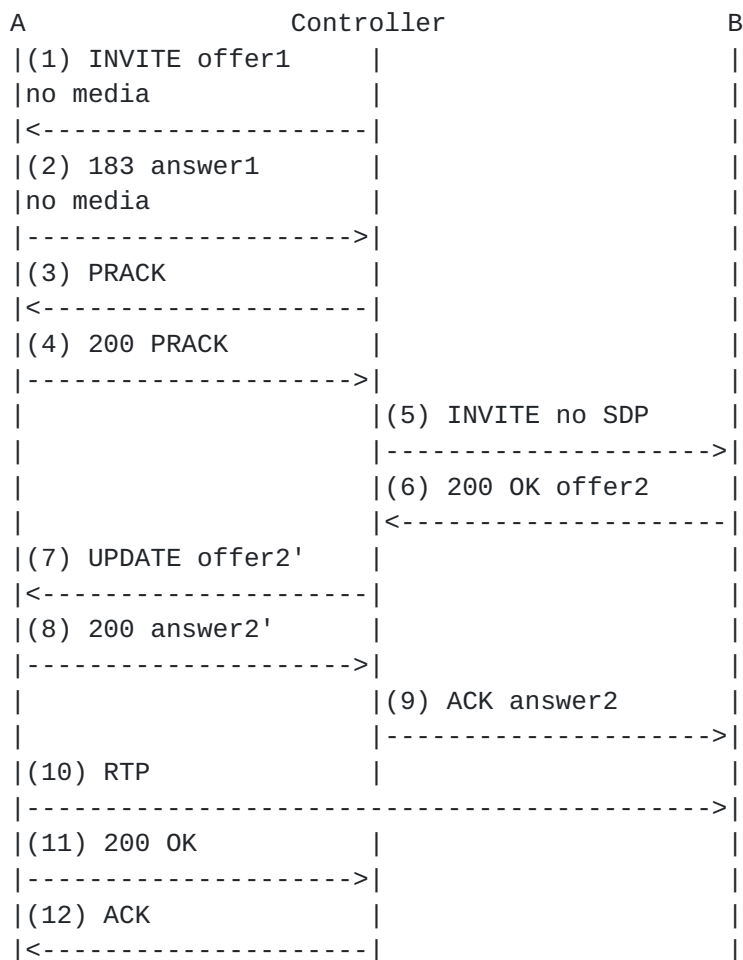 A                 Controller                  B
|(1) INVITE offer1     |                      |
|no media              |                      |
|<---------------------|                      |
|(2) 183 answer1       |                      |
|no media              |                      |
|--------------------->|                      |
|(3) PRACK             |                      |
|<---------------------|                      |
|(4) 200 PRACK         |                      |
|--------------------->|                      |
|                      |(5) INVITE no SDP     |
|                      |--------------------->|
|                      |(6) 200 OK offer2     |
|                      |<---------------------|
|(7) UPDATE offer2'    |                      |
|<---------------------|                      |
|(8) 200 answer2'      |                      |
|--------------------->|                      |
|                      |(9) ACK answer2       |
|                      |--------------------->|
|(10) RTP              |                      |
|-------------------------------------------->|
|(11) 200 OK           |                      |
|--------------------->|                      |
|(12) ACK              |                      |
|<---------------------|                      |